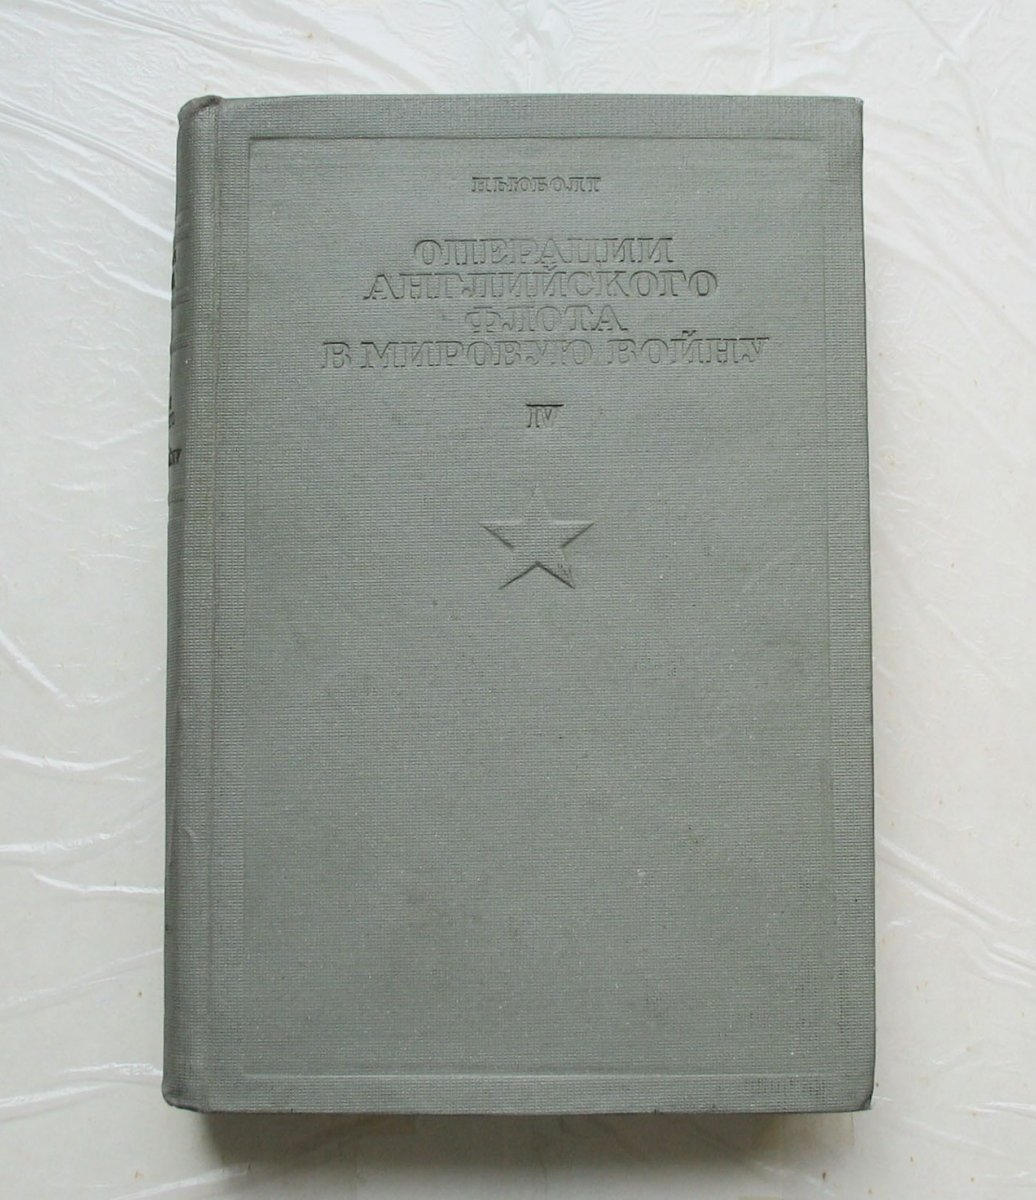 НЬЮБОЛТ
ОПЕРАЦИИ
АНГЛИЙСКОГО
ФЛОТА
В МИРОВУЮ ВОЙНУ
IV